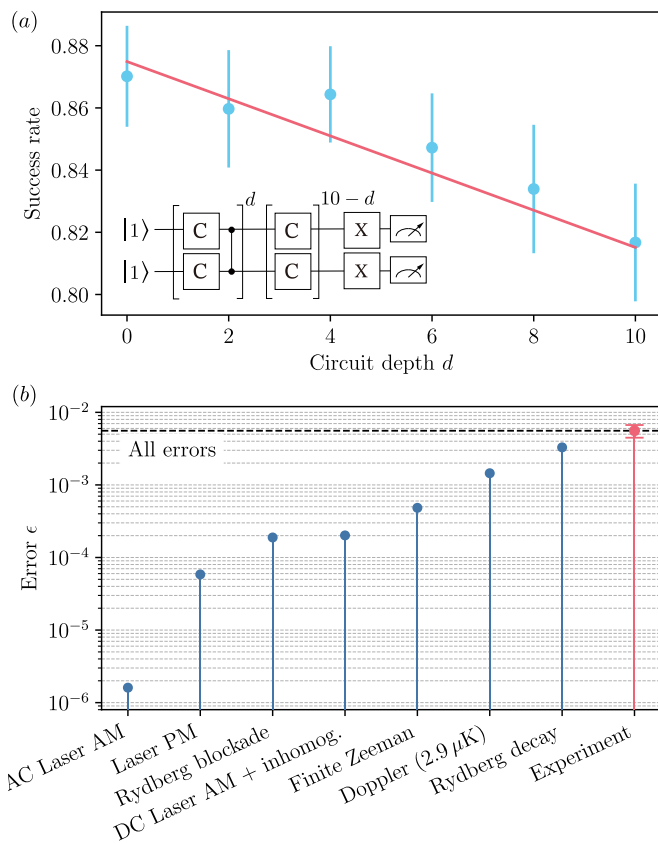 (a)
0.88
0.86
0.84
0.82
0.80
Success rate
d
10 − d
|1⟩ C C X
|1⟩ C C X
0 2 4 6 8 10
Circuit depth d
(b)
10⁻²
10⁻³
10⁻⁴
10⁻⁵
10⁻⁶
Error ϵ
All errors
AC Laser AM
Laser PM
Rydberg blockade
DC Laser AM + inhomog.
Finite Zeeman
Doppler (2.9 μK)
Rydberg decay
Experiment